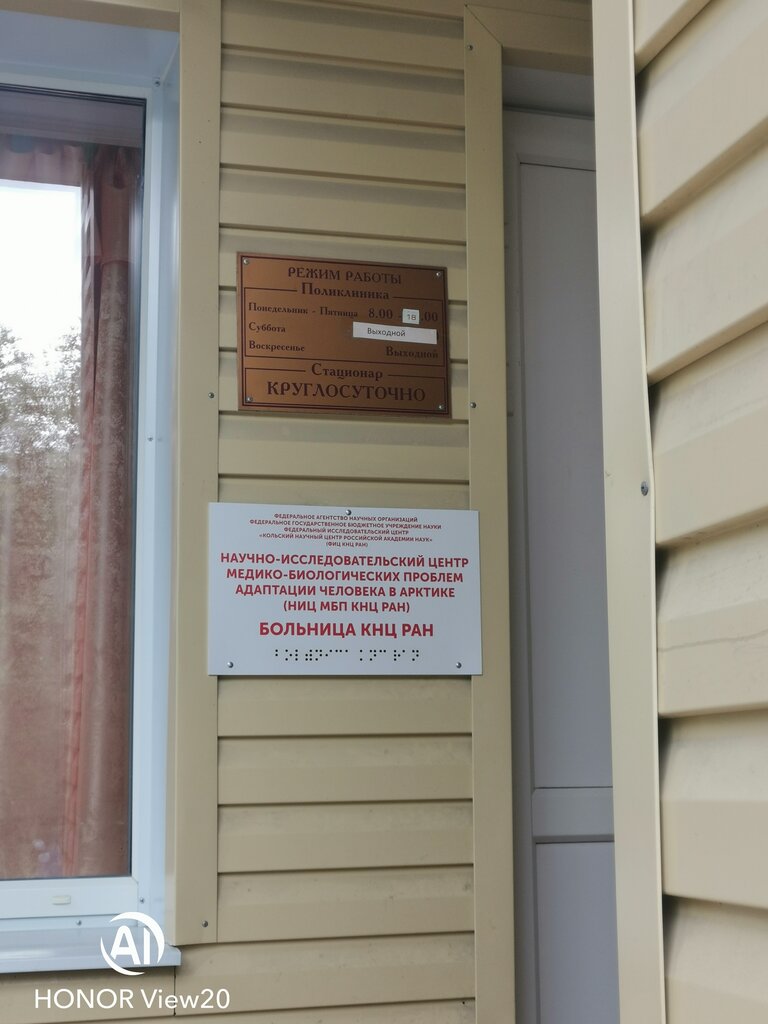 РЕЖИМ РАБОТЫ
Поликлиника
Понедельник - Пятница 8.00 - 18.00
Суббота Выходной
Воскресенье Выходной
Стационар
КРУГЛОСУТОЧНО
ФЕДЕРАЛЬНОЕ АГЕНТСТВО НАУЧНЫХ ОРГАНИЗАЦИЙ
ФЕДЕРАЛЬНОЕ ГОСУДАРСТВЕННОЕ БЮДЖЕТНОЕ УЧРЕЖДЕНИЕ НАУКИ
ФЕДЕРАЛЬНЫЙ ИССЛЕДОВАТЕЛЬСКИЙ ЦЕНТР
«КОЛЬСКИЙ НАУЧНЫЙ ЦЕНТР РОССИЙСКОЙ АКАДЕМИИ НАУК»
(ФИЦ КНЦ РАН)
НАУЧНО-ИССЛЕДОВАТЕЛЬСКИЙ ЦЕНТР
МЕДИКО-БИОЛОГИЧЕСКИХ ПРОБЛЕМ
АДАПТАЦИИ ЧЕЛОВЕКА В АРКТИКЕ
(НИЦ МБП КНЦ РАН)
БОЛЬНИЦА КНЦ РАН
⠃⠕⠇⠾⠝⠊⠉⠁ ⠅⠝⠉ ⠗⠁⠝
AI
HONOR View20